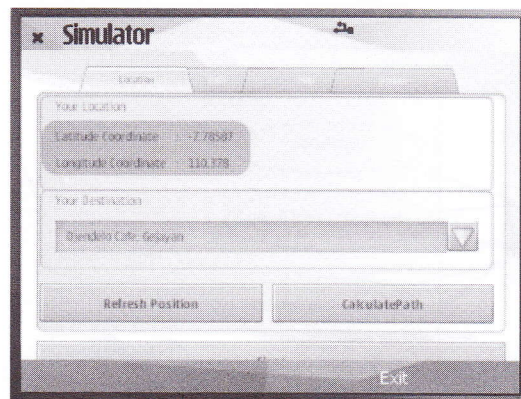 × Simulator
Location
Your Location
Latitude Coordinate : -7.78587
Longitude Coordinate : 110.378
Your Destination
Djendelo Cafe, Gejayan
Refresh Position
CalculatePath
Exit